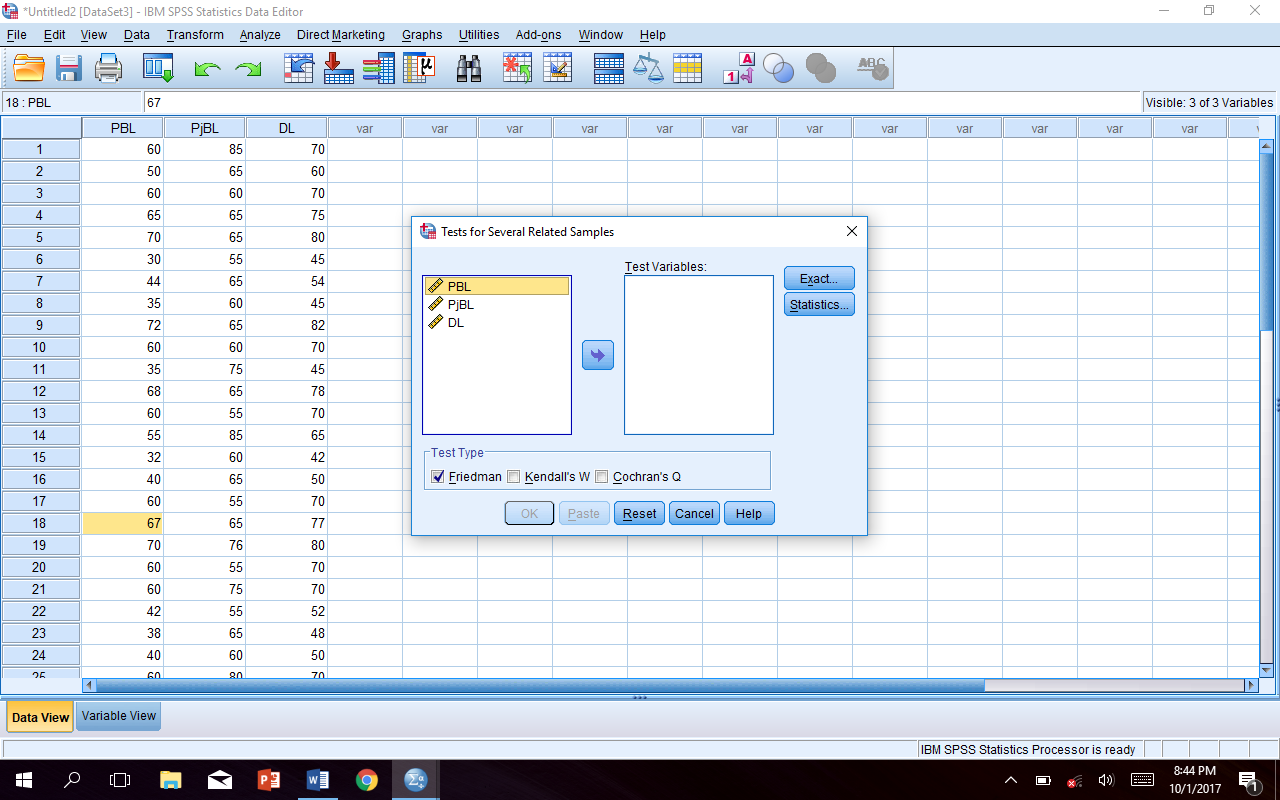 *Untitled2 [DataSet3] - IBM SPSS Statistics Data Editor
File Edit View Data Transform Analyze Direct Marketing Graphs Utilities Add-ons Window Help
18 : PBL 67 Visible: 3 of 3 Variables
PBL PjBL DL var var var var var var var var var var var var
1 60 85 70
2 50 65 60
3 60 60 70
4 65 65 75
5 70 65 80
6 30 55 45
7 44 65 54
8 35 60 45
9 72 65 82
10 60 60 70
11 35 75 45
12 68 65 78
13 60 55 70
14 55 85 65
15 32 60 42
16 40 65 50
17 60 55 70
18 67 65 77
19 70 76 80
20 60 55 70
21 60 75 70
22 42 55 52
23 38 65 48
24 40 60 50
25 60 80 70
Tests for Several Related Samples
Test Variables:
PBL
PjBL
DL
Exact...
Statistics...
Test Type
Friedman Kendall's W Cochran's Q
OK Paste Reset Cancel Help
Data View Variable View
IBM SPSS Statistics Processor is ready
8:44 PM
10/1/2017
1